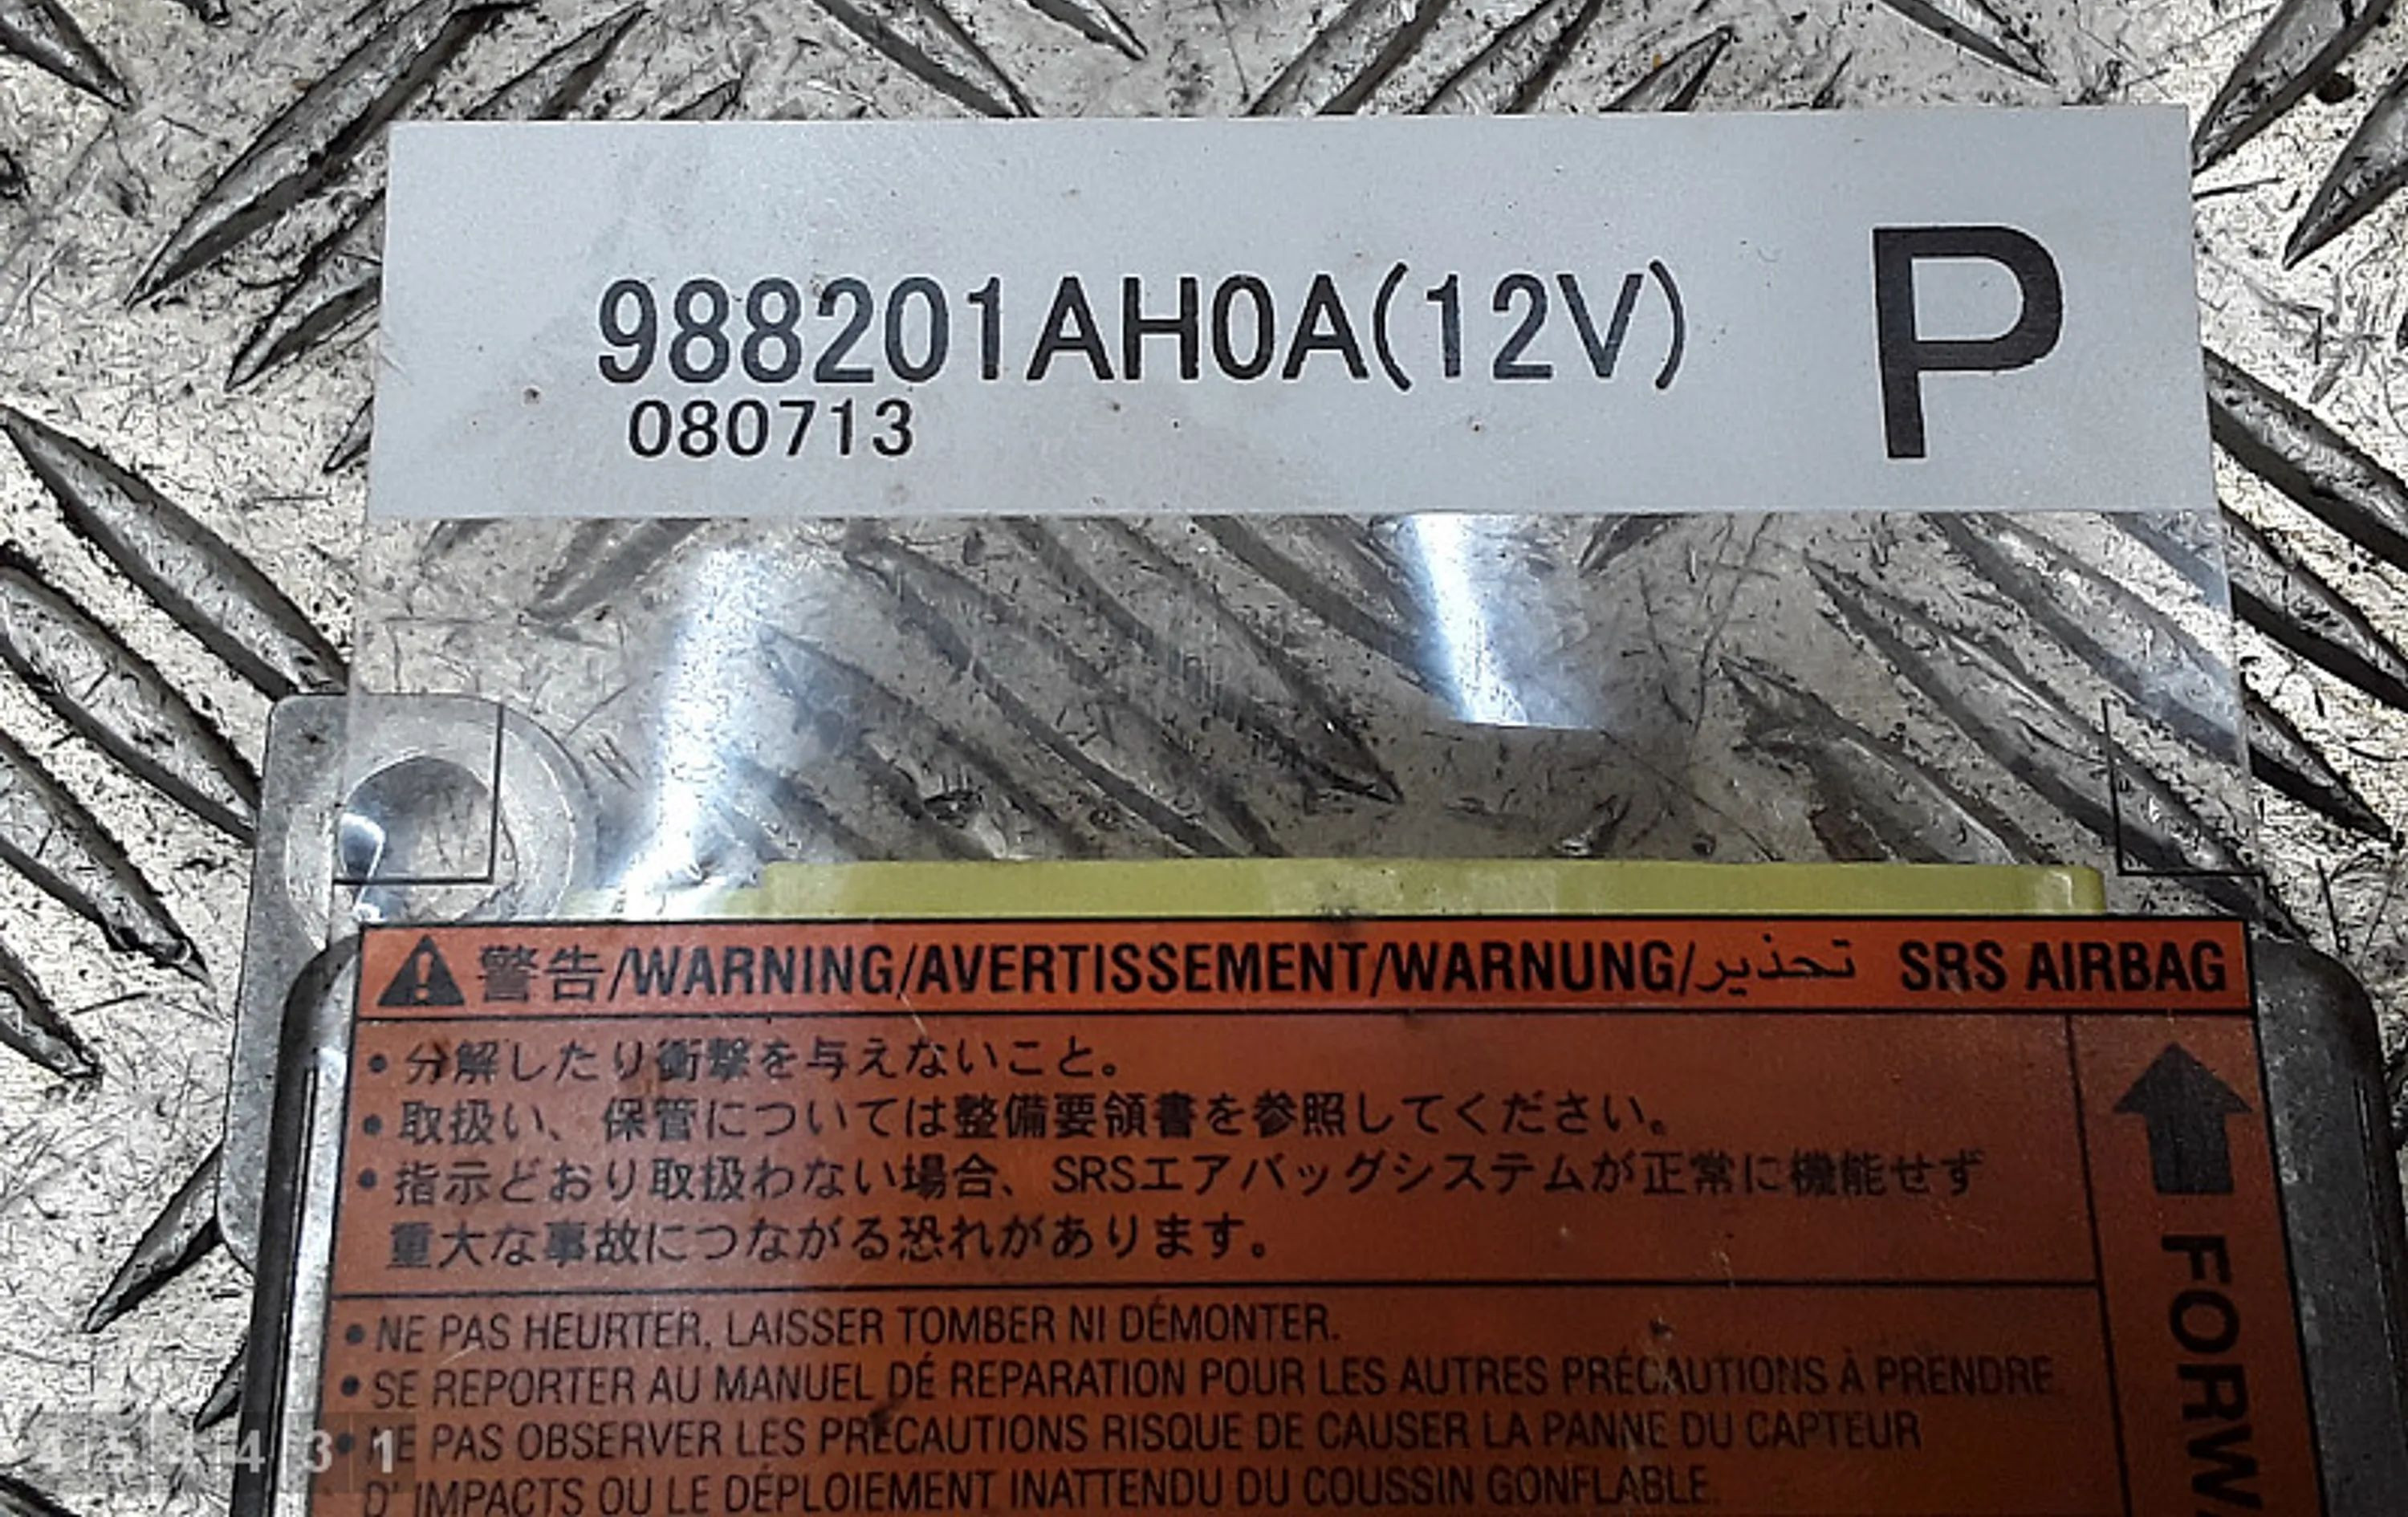 988201AH0A(12V) P
080713
警告/WARNING/AVERTISSEMENT/WARNUNG/تحذير SRS AIRBAG
• 分解したり衝撃を与えないこと。
• 取扱い、保管については整備要領書を参照してください。
• 指示どおり取扱わない場合、SRSエアバッグシステムが正常に機能せず
重大な事故につながる恐れがあります。
• NE PAS HEURTER, LAISSER TOMBER NI DÉMONTER.
• SE REPORTER AU MANUEL DÉ REPARATION POUR LES AUTRES PRÉCAUTIONS À PRENDRE.
• NE PAS OBSERVER LES PRÉCAUTIONS RISQUE DE CAUSER LA PANNE DU CAPTEUR
D' IMPACTS OU LE DÉPLOIEMENT INATTENDU DU COUSSIN GONFLABLE.